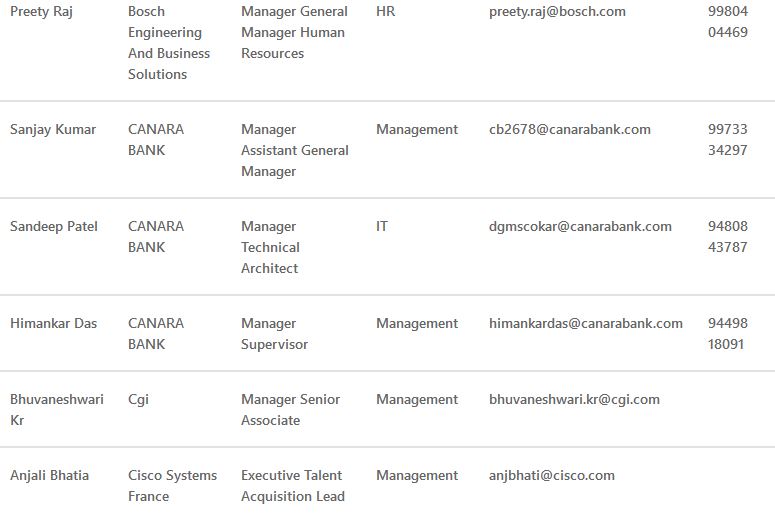 Preety Raj Bosch Manager General HR preety.raj@bosch.com 99804
Engineering Manager Human 04469
And Business Resources
Solutions
Sanjay Kumar CANARA Manager Management cb2678@canarabank.com 99733
BANK Assistant General 34297
Manager
Sandeep Patel CANARA Manager IT dgmscokar@canarabank.com 94808
BANK Technical 43787
Architect
Himankar Das CANARA Manager Management himankardas@canarabank.com 94498
BANK Supervisor 18091
Bhuvaneshwari Cgi Manager Senior Management bhuvaneshwari.kr@cgi.com
Kr Associate
Anjali Bhatia Cisco Systems Executive Talent Management anjbhati@cisco.com
France Acquisition Lead